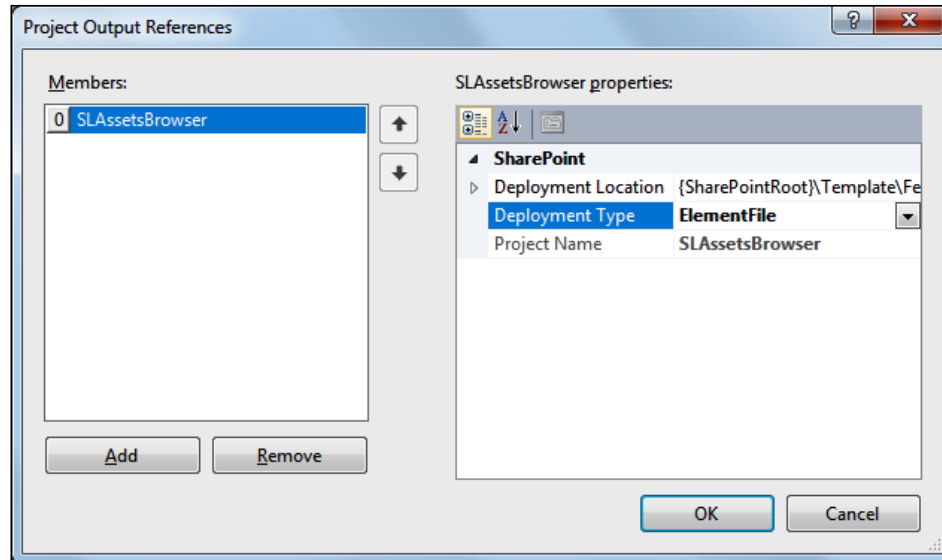 Project Output References
? X
Members:
SLAssetsBrowser properties:
0 SLAssetsBrowser
A Z
SharePoint
Deployment Location {SharePointRoot}\Template\Fe
Deployment Type ElementFile
Project Name SLAssetsBrowser
Add Remove
OK Cancel